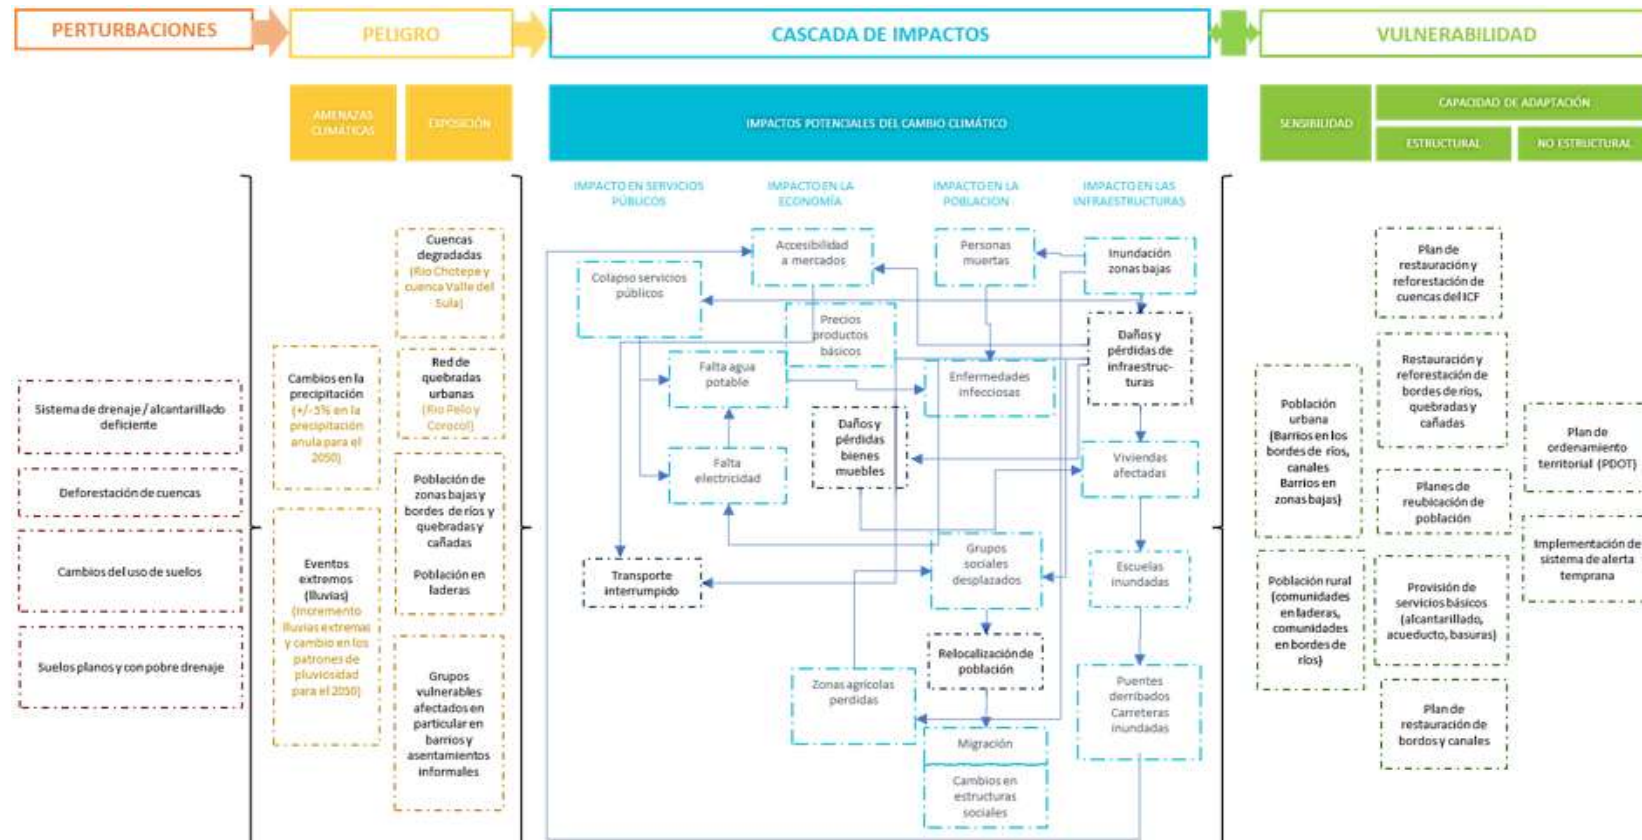 PERTURBACIONES
PELIGRO
CASCADA DE IMPACTOS
VULNERABILIDAD
AMENAZAS
CLIMÁTICAS
EXPOSICIÓN
IMPACTOS POTENCIALES DEL CAMBIO CLIMÁTICO
SENSIBILIDAD
CAPACIDAD DE ADAPTACIÓN
ESTRUCTURAL
NO ESTRUCTURAL
Sistema de drenaje / alcantarillado
deficiente
Deforestación de cuencas
Cambios del uso de suelos
Suelos planos y con pobre drenaje
Cambios en la
precipitación
(+/-5% en la
precipitación
anula para el
2050)
Eventos
extremos
(lluvias)
(Incremento
lluvias extremas
y cambio en los
patrones de
pluviosidad
para el 2050)
Cuencas
degradadas
(Rio Chotepe y
cuenca Valle del
Sula)
Red de
quebradas
urbanas
(Rio Pelo y
Corocol)
Población de
zonas bajas y
bordes de ríos y
quebradas y
cañadas
Población en
laderas
Grupos
vulnerables
afectados en
particular en
barrios y
asentamientos
informales
IMPACTO EN SERVICIOS
PÚBLICOS
Colapso servicios
públicos
Falta agua
potable
Falta
electricidad
Transporte
interrumpido
IMPACTO EN LA
ECONOMÍA
Accesibilidad
a mercados
Precios
productos
básicos
Daños y
pérdidas
bienes
muebles
Zonas agrícolas
perdidas
IMPACTO EN LA
POBLACION
Personas
muertas
Enfermedades
infecciosas
Grupos
sociales
desplazados
Relocalización de
población
Migración
Cambios en
estructuras
sociales
IMPACTO EN LAS
INFRAESTRUCTURAS
Inundación
zonas bajas
Daños y
pérdidas de
infraestruc-
turas
Viviendas
afectadas
Escuelas
inundadas
Puentes
derribados
Carreteras
inundadas
Población
urbana
(Barrios en los
bordes de ríos,
canales
Barrios en
zonas bajas)
Población rural
(comunidades
en laderas,
comunidades
en bordes de
ríos)
Plan de
restauración y
reforestación de
cuencas del ICF
Restauración y
reforestación de
bordes de ríos,
quebradas y
cañadas
Planes de
reubicación de
población
Provisión de
servicios básicos
(alcantarillado,
acueducto, basuras)
Plan de
restauración de
bordos y canales
Plan de
ordenamiento
territorial (PDOT)
Implementación de
sistema de alerta
temprana